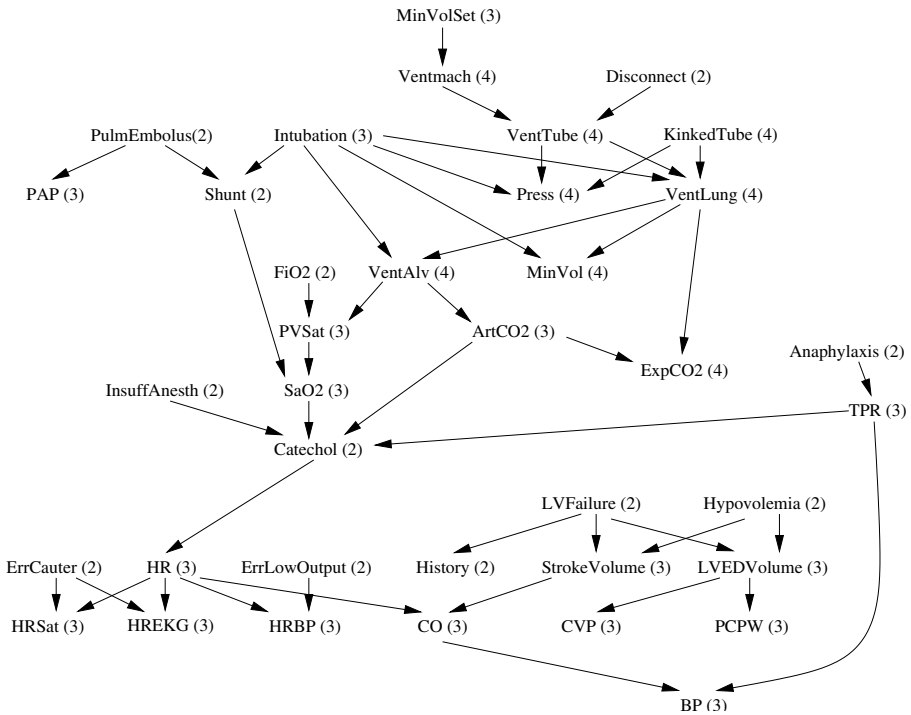 MinVolSet (3)
Ventmach (4)
Disconnect (2)
PulmEmbolus(2)
Intubation (3)
VentTube (4)
KinkedTube (4)
PAP (3)
Shunt (2)
Press (4)
VentLung (4)
FiO2 (2)
VentAlv (4)
MinVol (4)
PVSat (3)
ArtCO2 (3)
Anaphylaxis (2)
ExpCO2 (4)
InsuffAnesth (2)
SaO2 (3)
TPR (3)
Catechol (2)
LVFailure (2)
Hypovolemia (2)
ErrCauter (2)
HR (3)
ErrLowOutput (2)
History (2)
StrokeVolume (3)
LVEDVolume (3)
HRSat (3)
HREKG (3)
HRBP (3)
CO (3)
CVP (3)
PCPW (3)
BP (3)